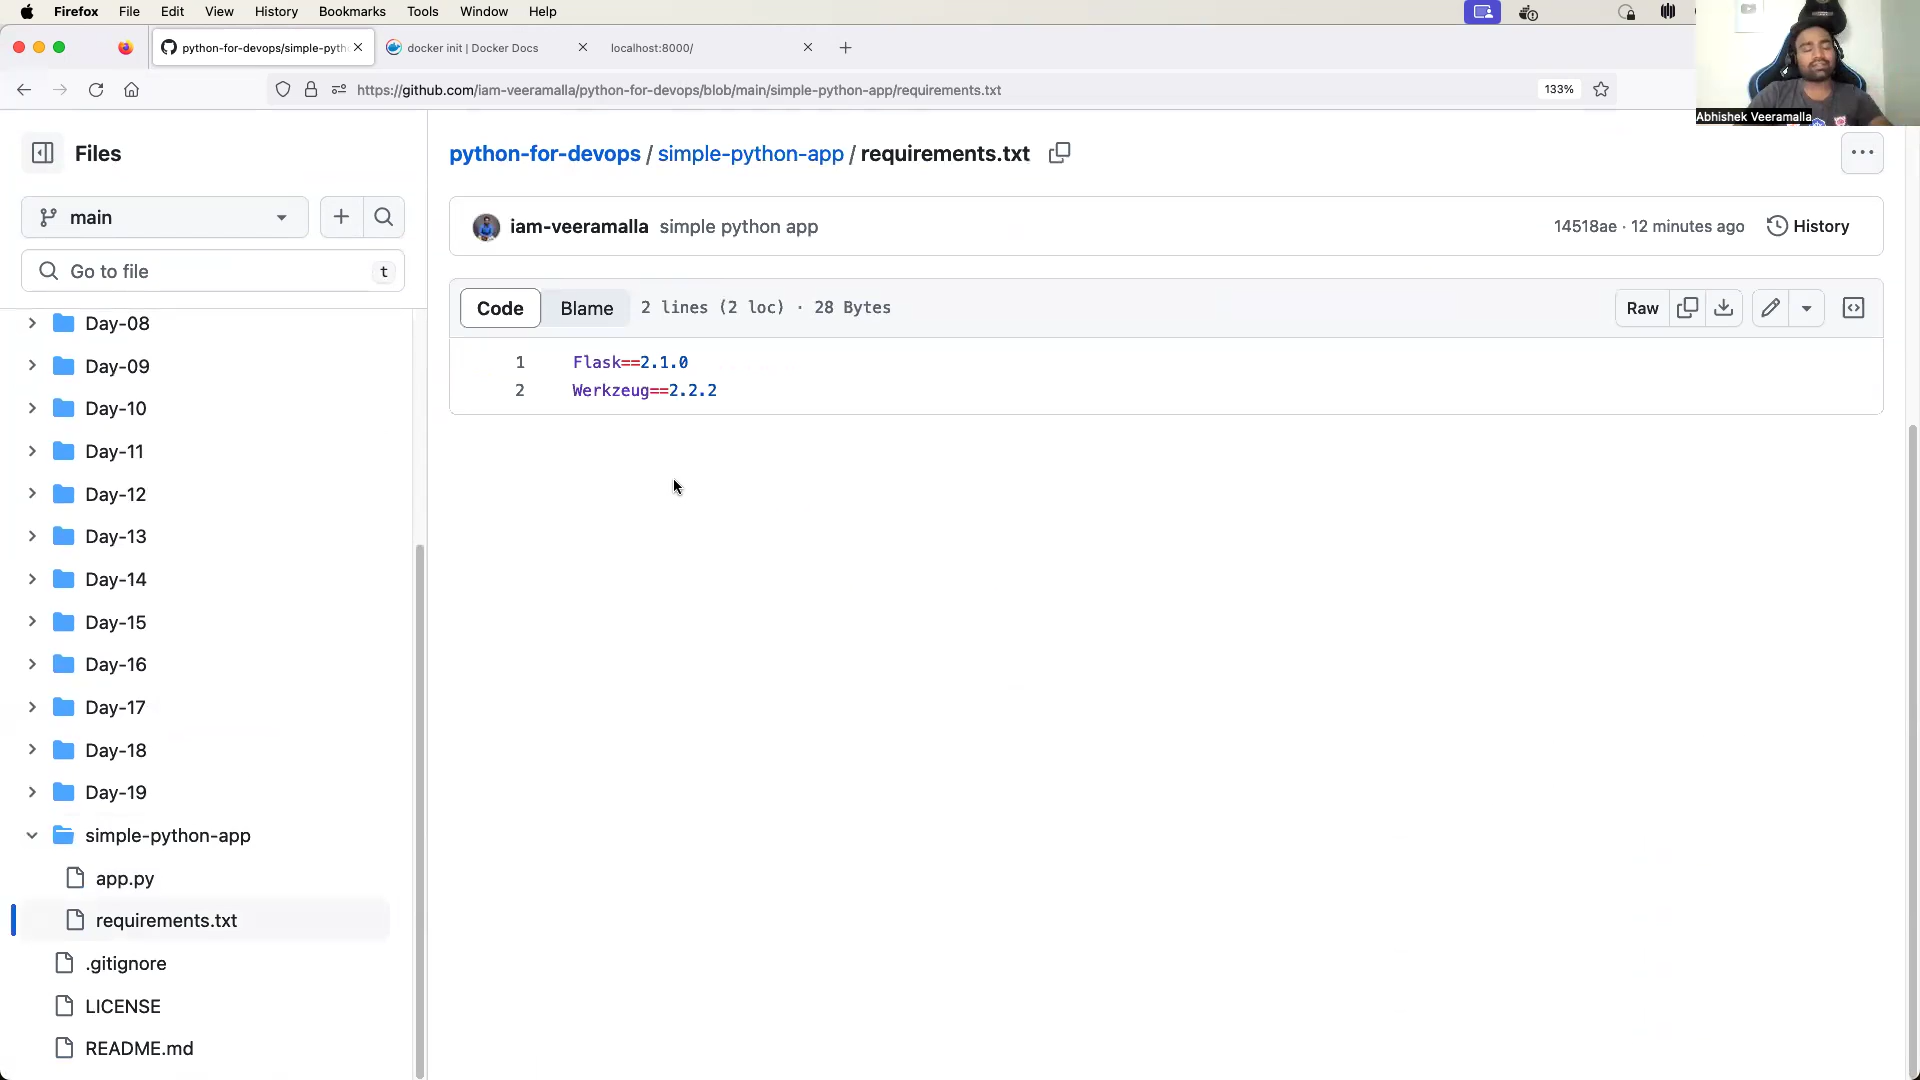 Firefox File Edit View History Bookmarks Tools Window Help
python-for-devops/simple-pyth
docker init | Docker Docs
localhost:8000/
https://github.com/iam-veeramalla/python-for-devops/blob/main/simple-python-app/requirements.txt
133%
Abhishek Veeramalla
Files
python-for-devops / simple-python-app / requirements.txt
main
iam-veeramalla simple python app
14518ae · 12 minutes ago
History
Go to file
t
Code
Blame
2 lines (2 loc) · 28 Bytes
Raw
1 Flask==2.1.0
2 Werkzeug==2.2.2
Day-08
Day-09
Day-10
Day-11
Day-12
Day-13
Day-14
Day-15
Day-16
Day-17
Day-18
Day-19
simple-python-app
app.py
requirements.txt
.gitignore
LICENSE
README.md